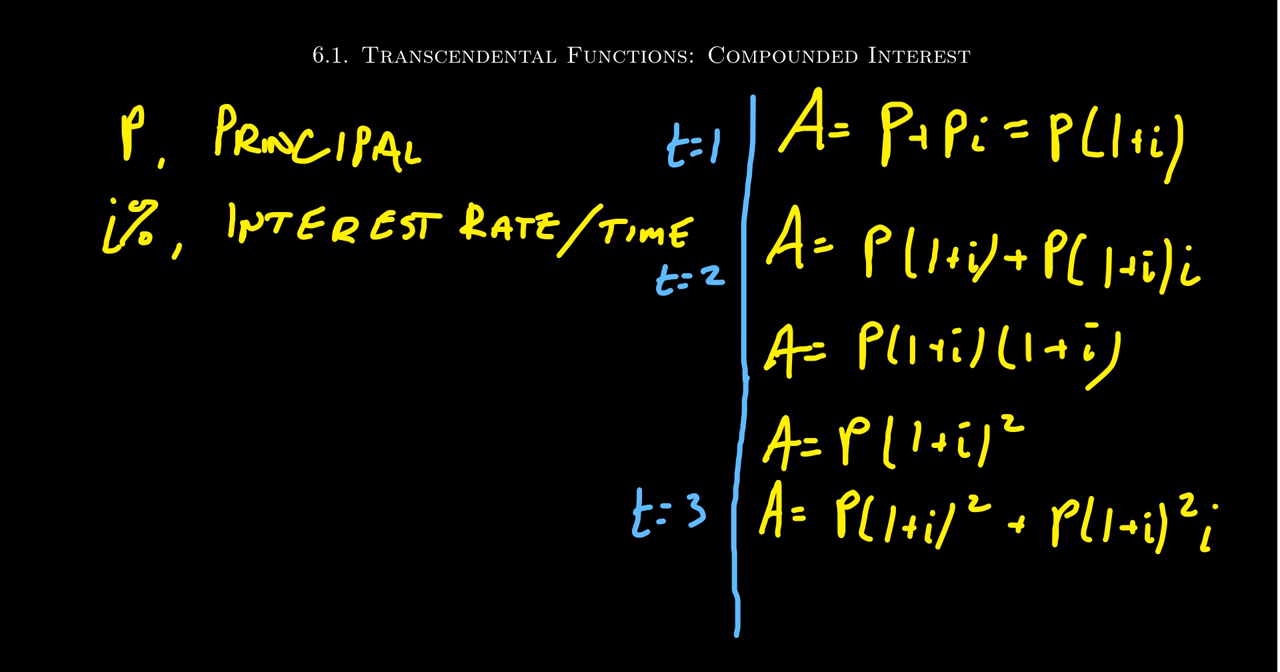 6.1. Transcendental Functions: Compounded Interest
P, PRINCIPAL
i%, INTEREST RATE/TIME
t=1 A= P+Pi = P(1+i)
t=2 A= P(1+i)+P(1+i)i
A= P(1+i)(1+i)
A= P(1+i)²
t=3 A= P(1+i)² + P(1+i)²i